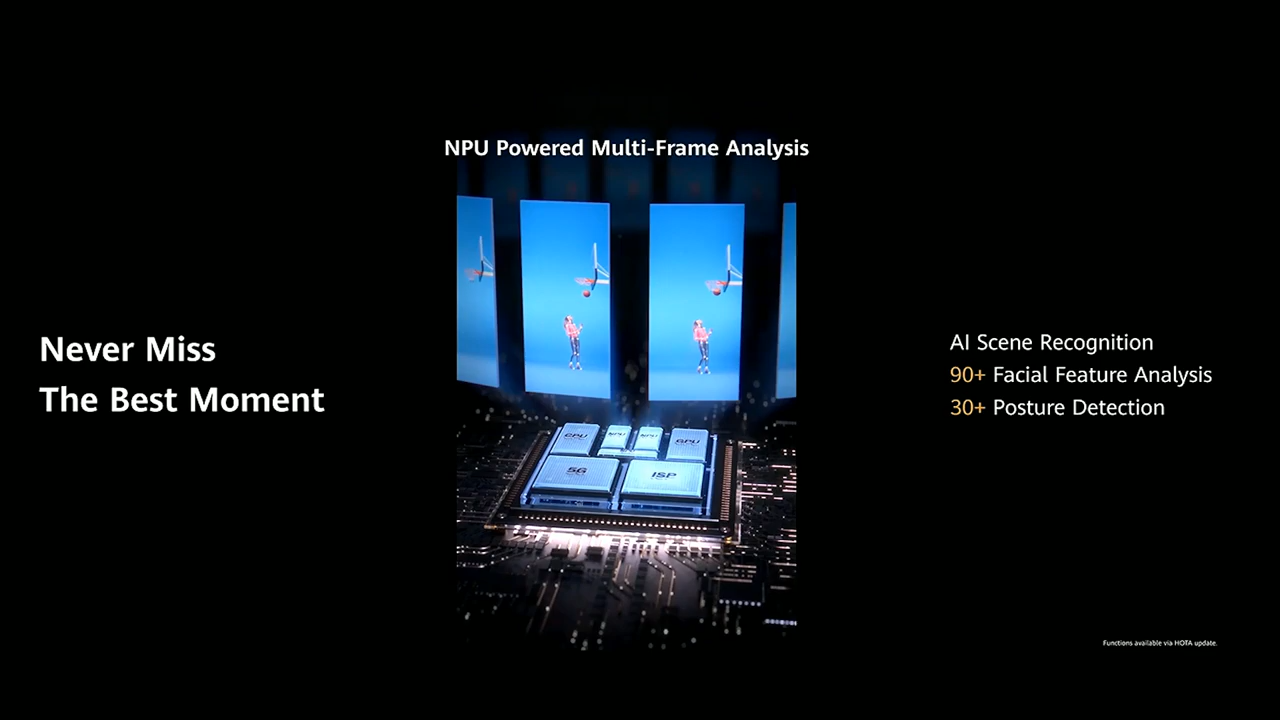 NPU Powered Multi-Frame Analysis
Never Miss
The Best Moment
AI Scene Recognition
90+ Facial Feature Analysis
30+ Posture Detection
CPU
NPU
NPU
GPU
5G
ISP
Functions available via HOTA update.